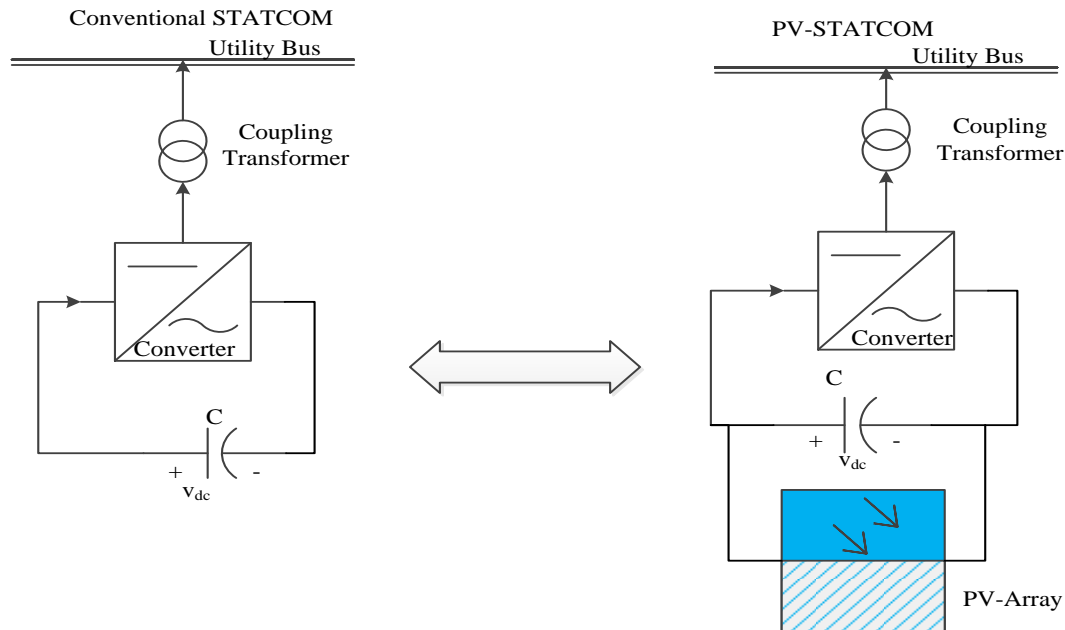 Conventional STATCOM
Utility Bus
Coupling
Transformer
Converter
C
+ -
vdc
PV-STATCOM
Utility Bus
Coupling
Transformer
Converter
C
+ -
vdc
PV-Array